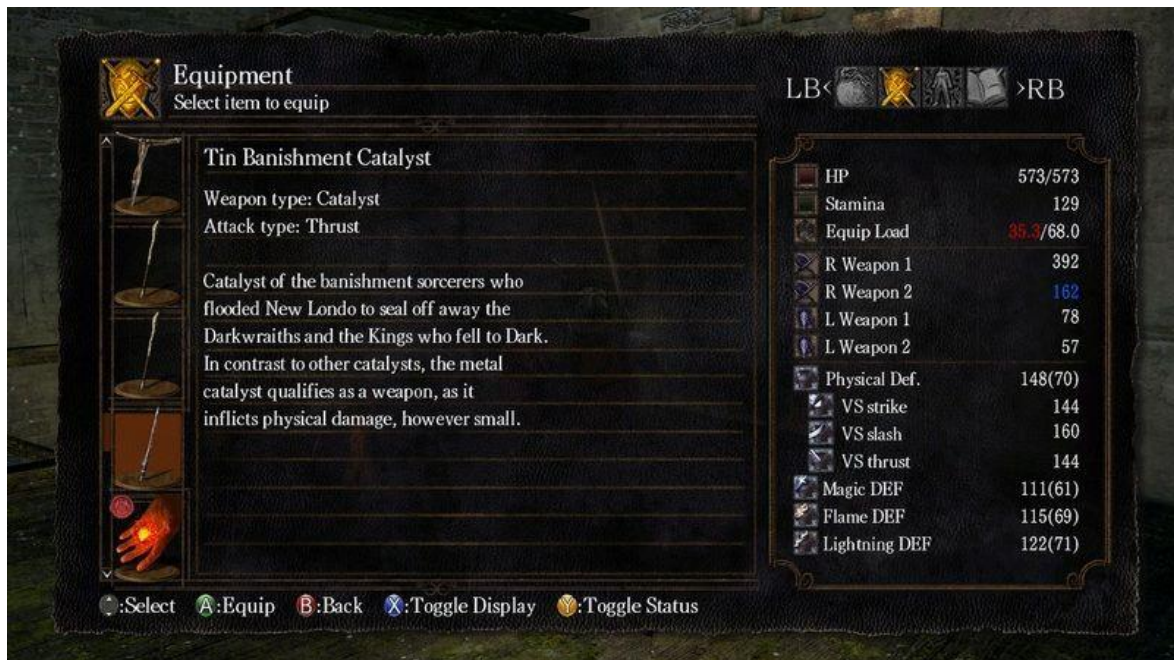 Equipment
Select item to equip
LB
RB
Tin Banishment Catalyst
Weapon type: Catalyst
Attack type: Thrust
Catalyst of the banishment sorcerers who
flooded New Londo to seal off away the
Darkwraiths and the Kings who fell to Dark.
In contrast to other catalysts, the metal
catalyst qualifies as a weapon, as it
inflicts physical damage, however small.
HP 573/573
Stamina 129
Equip Load 35.3/68.0
R Weapon 1 392
R Weapon 2 162
L Weapon 1 78
L Weapon 2 57
Physical Def. 148(70)
VS strike 144
VS slash 160
VS thrust 144
Magic DEF 111(61)
Flame DEF 115(69)
Lightning DEF 122(71)
:Select A:Equip B:Back X:Toggle Display Y:Toggle Status